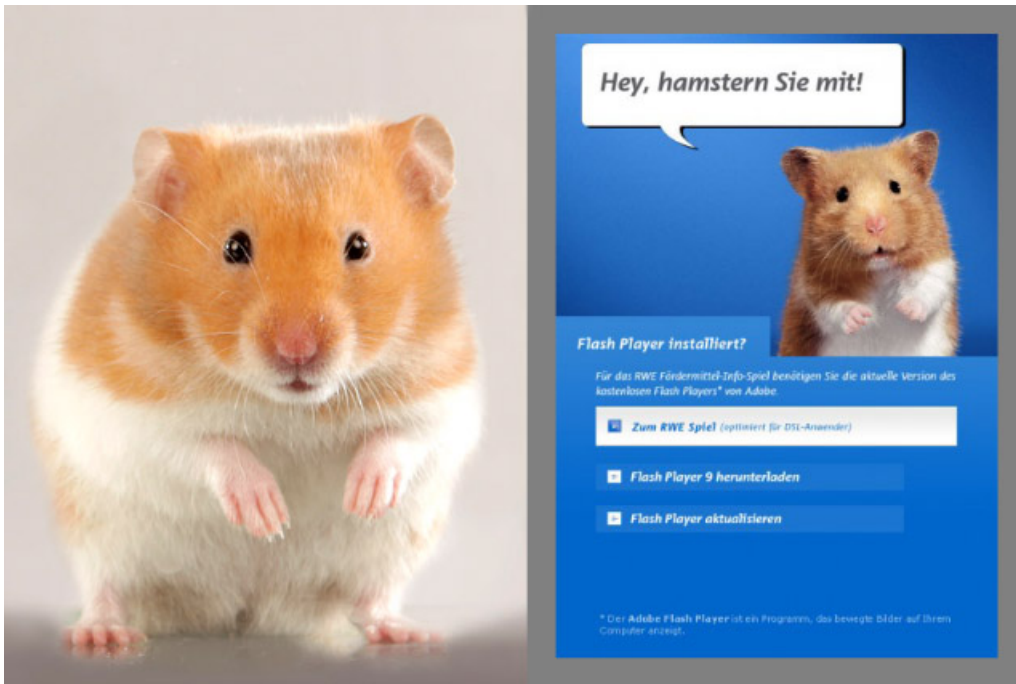 Hey, hamstern Sie mit!
Flash Player installiert?
Für das RWE Fördermittel-Info-Spiel benötigen Sie die aktuelle Version des
kostenlosen Flash Players* von Adobe.
Zum RWE Spiel (optimiert für DSL-Anwender)
Flash Player 9 herunterladen
Flash Player aktualisieren
* Der Adobe Flash Player ist ein Programm, das bewegte Bilder auf Ihrem
Computer anzeigt.